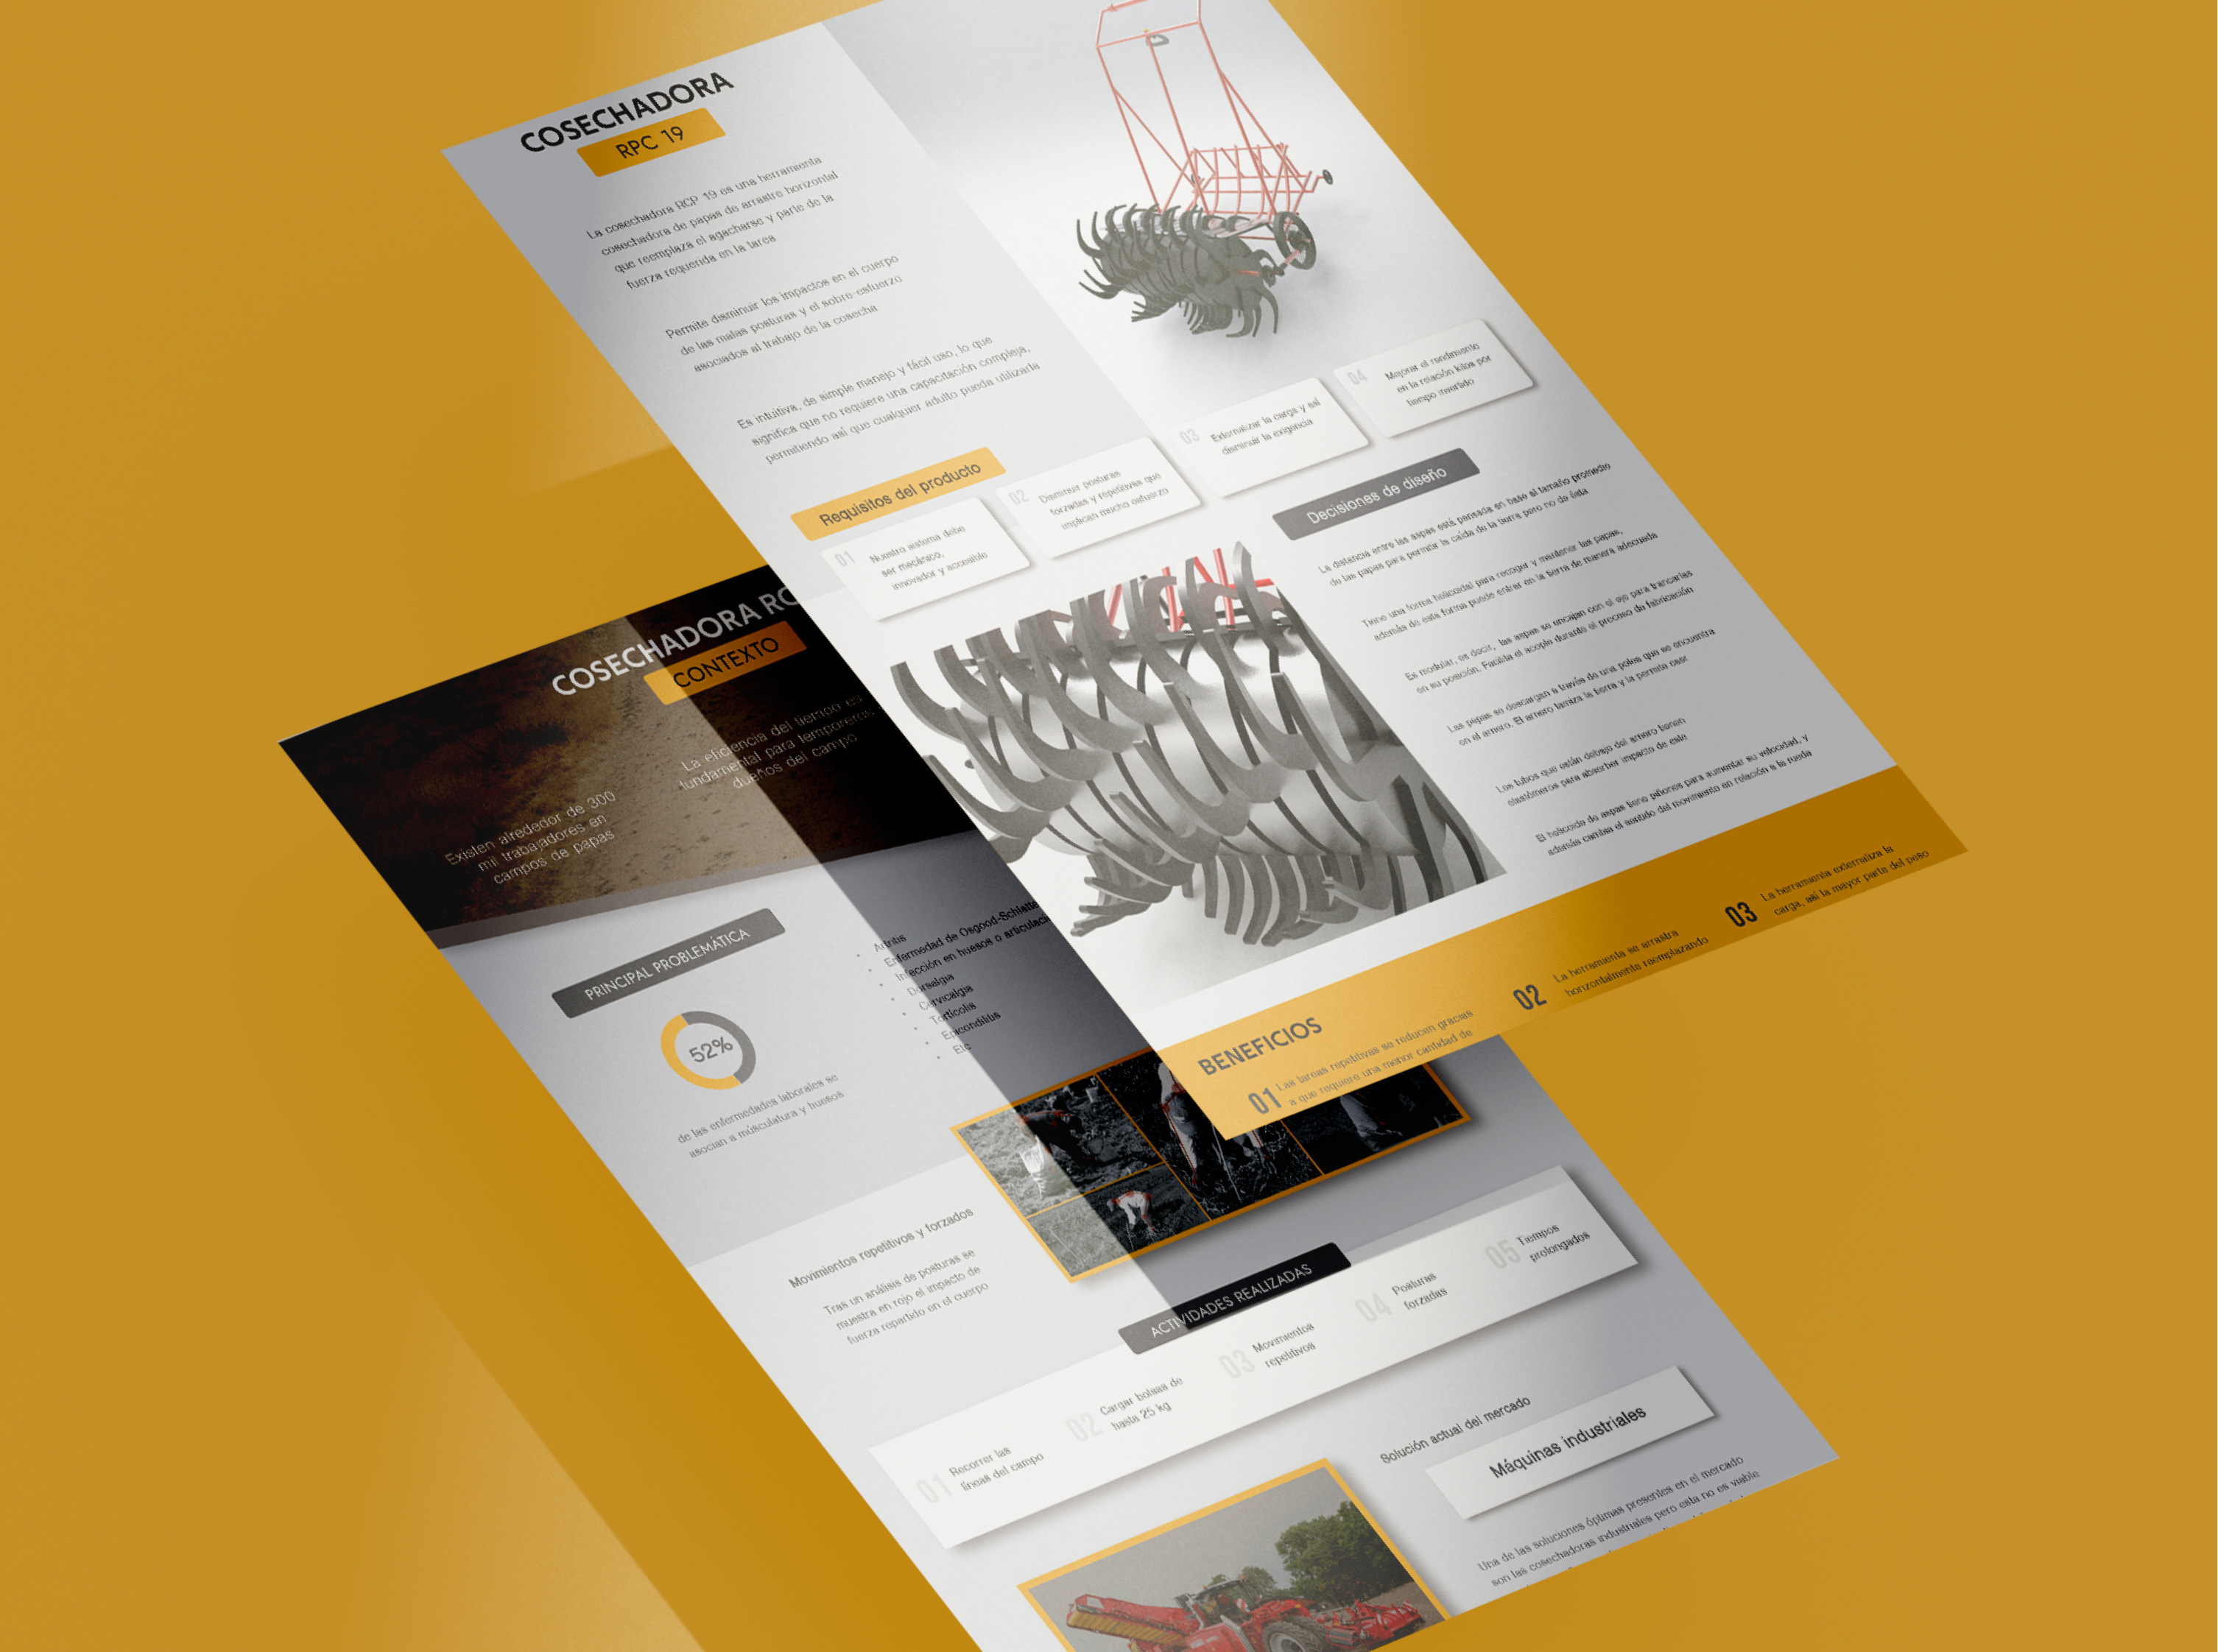 COSECHADORA
RPC 19
La cosechadora RCP 19 es una herramienta
cosechadora de papas de arrastre horizontal
que reemplaza el agacharse y parte de la
fuerza requerida en la tarea
Permite disminuir los impactos en el cuerpo
de las malas posturas y el sobre-esfuerzo
asociados al trabajo de la cosecha
Es intuitiva, de simple manejo y fácil uso, lo que
significa que no requiere una capacitación compleja,
permitiendo así que cualquier adulto pueda utilizarla
Requisitos del producto
01
Nuestro sistema debe
ser mecánico,
innovador y accesible
02
Disminuir posturas
forzadas y repetitivas que
implican mucho esfuerzo
03
Externalizar la carga y así
disminuir la exigencia
04
Mejorar el rendimiento
en la relación kilos por
tiempo invertido
Decisiones de diseño
La distancia entre las aspas está pensada en base al tamaño promedio
de las papas para permitir la caída de la tierra pero no de ésta
Tiene una forma helicoidal para recoger y mantener las papas,
además de esta forma puede entrar en la tierra de manera adecuada
Es modular, es decir, las aspas se encajan con el eje para trancarlas
en su posición. Facilita el acople durante el proceso de fabricación
Las papas se descargan a través de una polea que se encuentra
en el arnero. El arnero tamiza la tierra y la permite caer
Los tubos que están debajo del arnero tienen
elastómeros para absorber impacto de este
El helicoide de aspas tiene piñones para aumentar su velocidad, y
además cambia el sentido del movimiento en relación a la rueda
BENEFICIOS
01
Las tareas repetitivas se reducen gracias
a que requiere una menor cantidad de
02
La herramienta se arrastra
horizontalmente reemplazando
03
La herramienta externaliza la
carga, así la mayor parte del peso
COSECHADORA RC
CONTEXTO
Existen alrededor de 300
mil trabajadores en
campos de papas
La eficiencia del tiempo es
fundamental para temporeros
dueños del campo
PRINCIPAL PROBLEMÁTICA
52%
de las enfermedades laborales se
asocian a músculatura y huesos
• Artritis
• Enfermedad de Osgood-Schlatte
• Infección en huesos o articulaci
• Dorsalgia
• Cervicalgia
• Tortícolis
• Epicondilitis
• Etc
Movimientos repetitivos y forzados
Tras un análisis de posturas se
muestra en rojo el impacto de
fuerza repartido en el cuerpo
ACTIVIDADES REALIZADAS
01
Recorrer las
líneas del campo
02
Cargar bolsas de
hasta 25 kg
03
Movimientos
repetitivos
04
Posturas
forzadas
05
Tiempos
prolongados
Solución actual del mercado
Máquinas industriales
Una de las soluciones óptimas presentes en el mercado
son las cosechadoras industriales pero esta no es viable